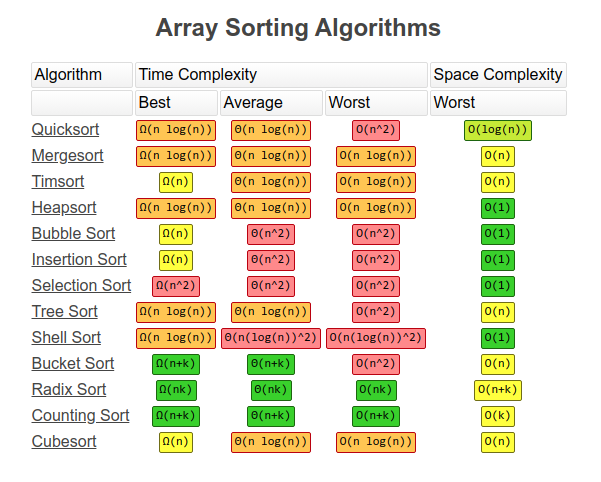 Array Sorting Algorithms
Algorithm Time Complexity Space Complexity
Best Average Worst Worst
Quicksort Ω(n log(n)) Θ(n log(n)) O(n^2) O(log(n))
Mergesort Ω(n log(n)) Θ(n log(n)) O(n log(n)) O(n)
Timsort Ω(n) Θ(n log(n)) O(n log(n)) O(n)
Heapsort Ω(n log(n)) Θ(n log(n)) O(n log(n)) O(1)
Bubble Sort Ω(n) Θ(n^2) O(n^2) O(1)
Insertion Sort Ω(n) Θ(n^2) O(n^2) O(1)
Selection Sort Ω(n^2) Θ(n^2) O(n^2) O(1)
Tree Sort Ω(n log(n)) Θ(n log(n)) O(n^2) O(n)
Shell Sort Ω(n log(n)) Θ(n(log(n))^2) O(n(log(n))^2) O(1)
Bucket Sort Ω(n+k) Θ(n+k) O(n^2) O(n)
Radix Sort Ω(nk) Θ(nk) O(nk) O(n+k)
Counting Sort Ω(n+k) Θ(n+k) O(n+k) O(k)
Cubesort Ω(n) Θ(n log(n)) O(n log(n)) O(n)